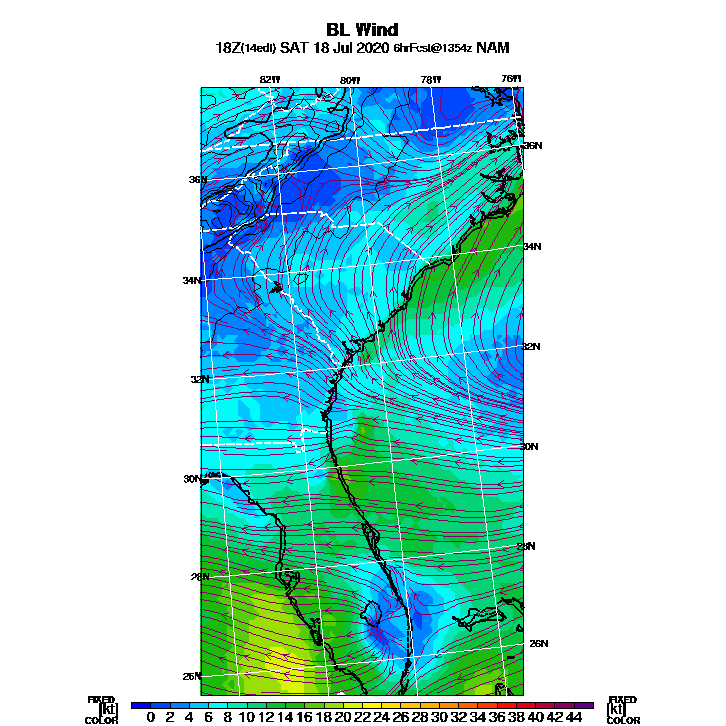 BL Wind
18Z(14edt) SAT 18 Jul 2020 6hrFcst@1354z NAM
82W 80W 78W 76W
36N
36N
34N
34N
32N
32N
30N
30N
28N
28N
26N
26N
FIXED FIXED
[kt] 0 2 4 6 8 10 12 14 16 18 20 22 24 26 28 30 32 34 36 38 40 42 44 [kt]
COLOR COLOR